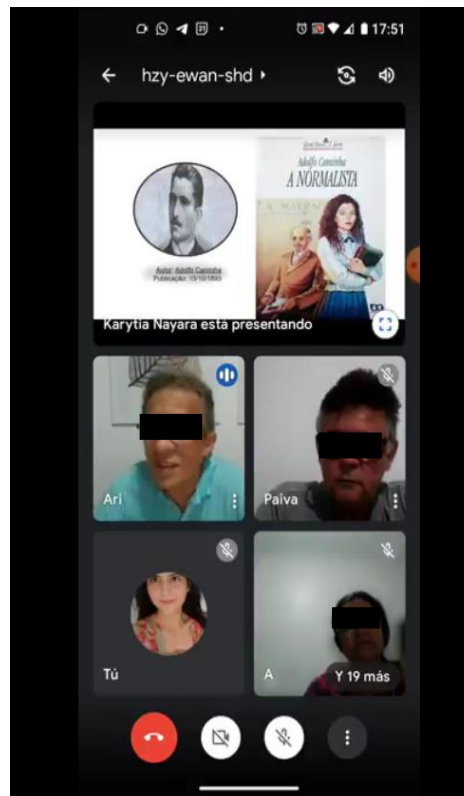 17:51
hzy-ewan-shd
Adolfo Caminha
A NORMALISTA
Autor: Adolfo Caminha
Publicação: 15/10/1893
Karytia Nayara está presentando
Ari
Paiva
Tú
A
Y 19 más